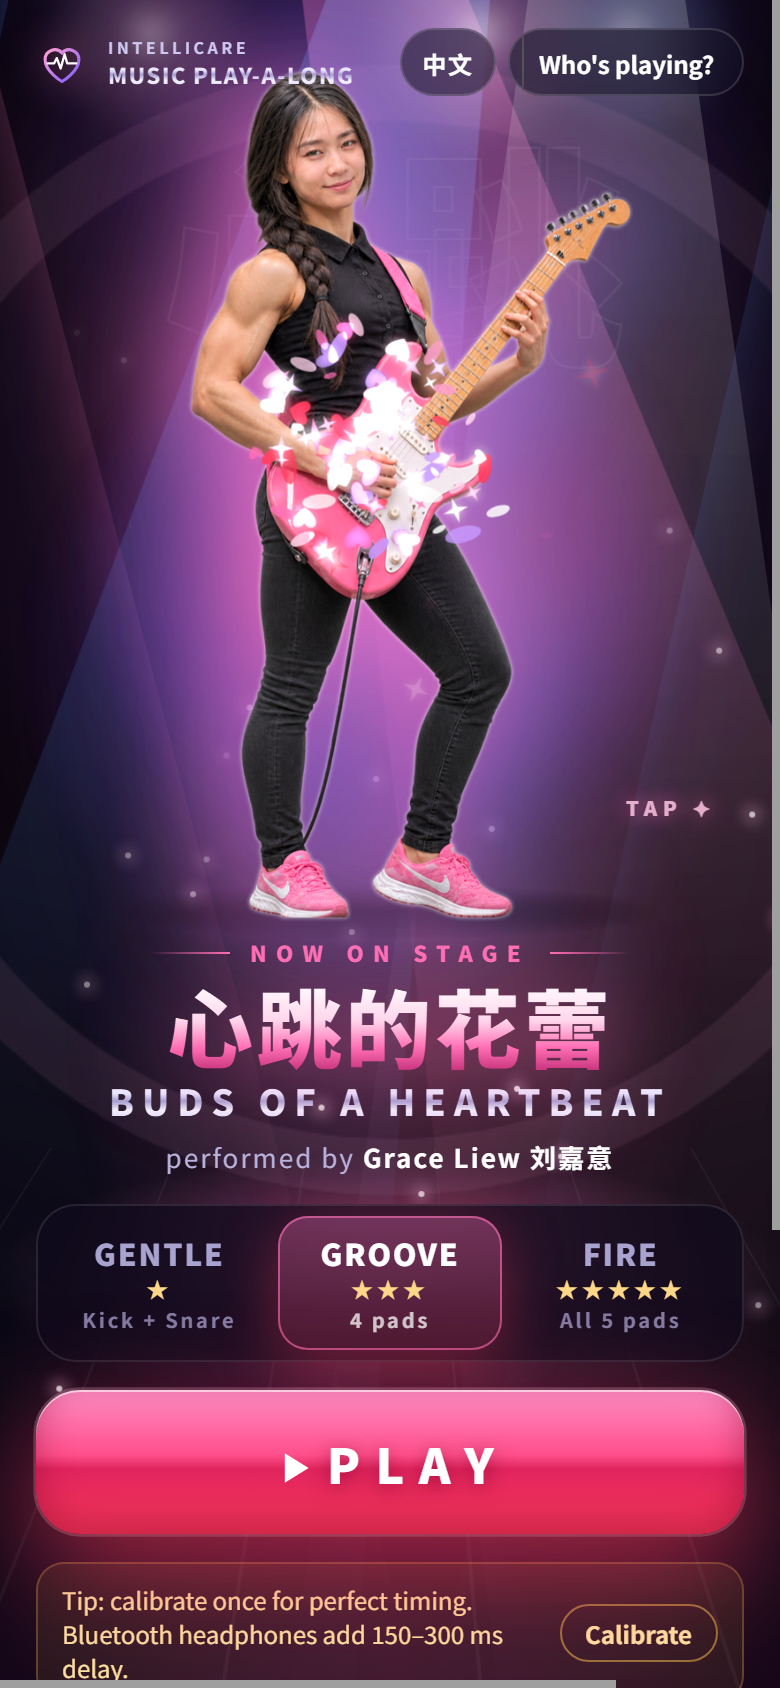 INTELLICARE
MUSIC PLAY-A-LONG
中文
Who's playing?
TAP ✦
NOW ON STAGE
心跳的花蕾
BUDS OF A HEARTBEAT
performed by Grace Liew 刘嘉意
GENTLE
★
Kick + Snare
GROOVE
★★★
4 pads
FIRE
★★★★★
All 5 pads
▶ PLAY
Tip: calibrate once for perfect timing.
Bluetooth headphones add 150–300 ms
delay.
Calibrate